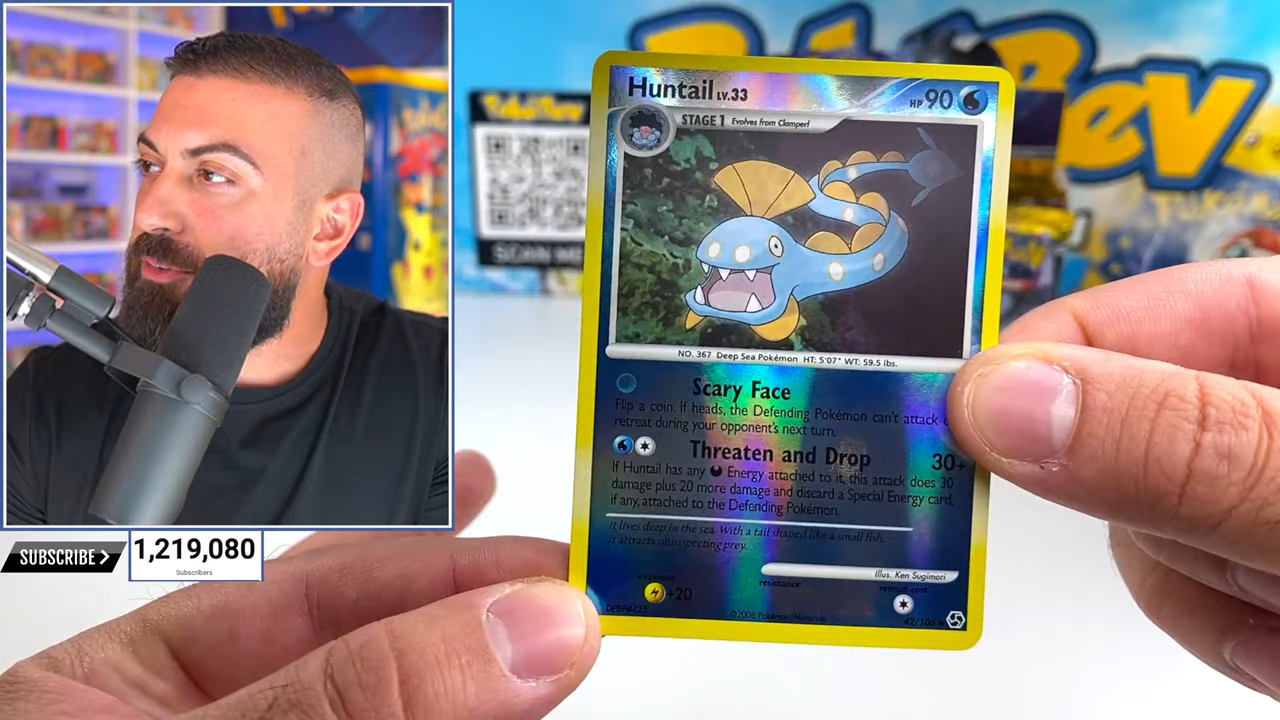 PokeRev
PokéRev
SCAN ME
Huntail LV.33
HP 90
STAGE 1 Evolves from Clamperl
NO. 367 Deep Sea Pokémon HT: 5'07" WT: 59.5 lbs.
Scary Face
Flip a coin. If heads, the Defending Pokémon can't attack
retreat during your opponent's next turn.
Threaten and Drop 30+
If Huntail has any Energy attached to it, this attack does 30
damage plus 20 more damage and discard a Special Energy card,
if any, attached to the Defending Pokémon.
It lives deep in the sea. With a tail shaped like a small fish,
it attracts unsuspecting prey.
Illus. Ken Sugimori
resistance
retreat cost
+20
©2008 Pokémon/Nintendo
42/106
SUBSCRIBE
1,219,080
Subscribers